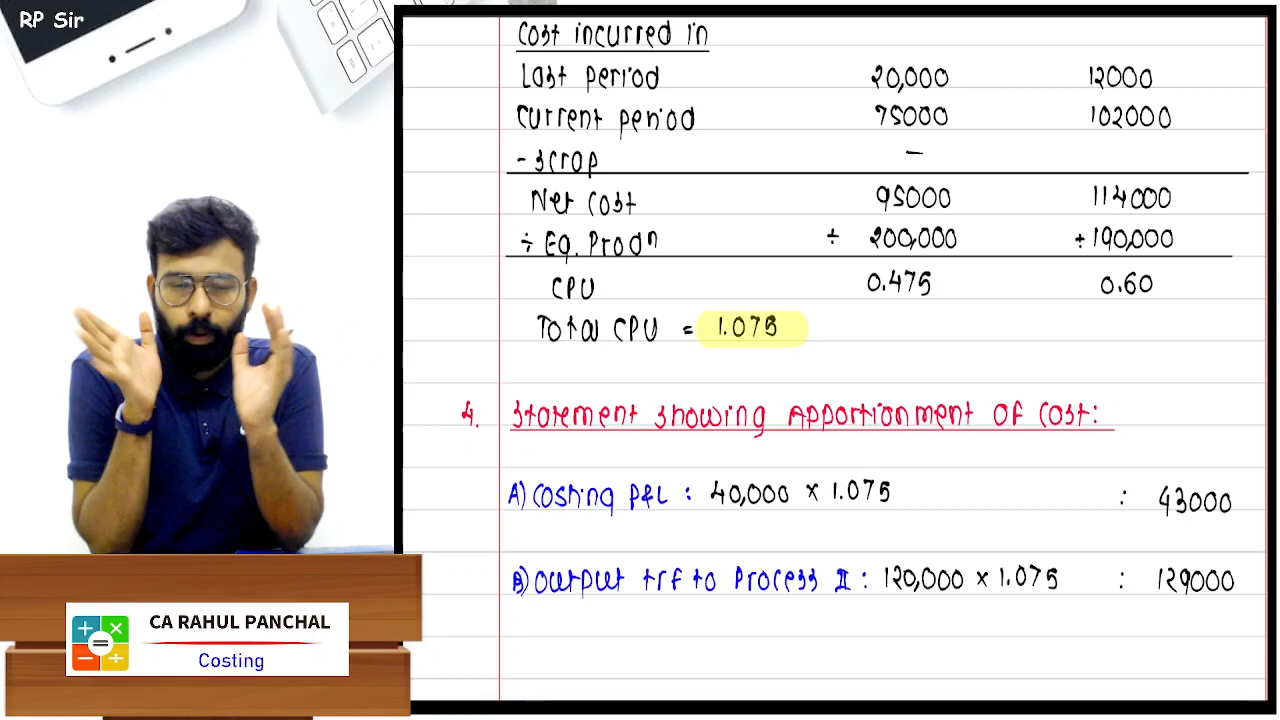 RP Sir
Cost incurred in
Last period 20,000 12000
Current period 75000 102000
- Scrap —
Net Cost 95000 114000
÷ Eq. Prodn ÷ 200,000 ÷190,000
CPU 0.475 0.60
Total CPU = 1.075
4. Statement showing Apportionment of Cost:
A) Costing P&L : 40,000 × 1.075 : 43000
B) Output trf to Process II : 120,000 × 1.075 : 129000
CA RAHUL PANCHAL
Costing